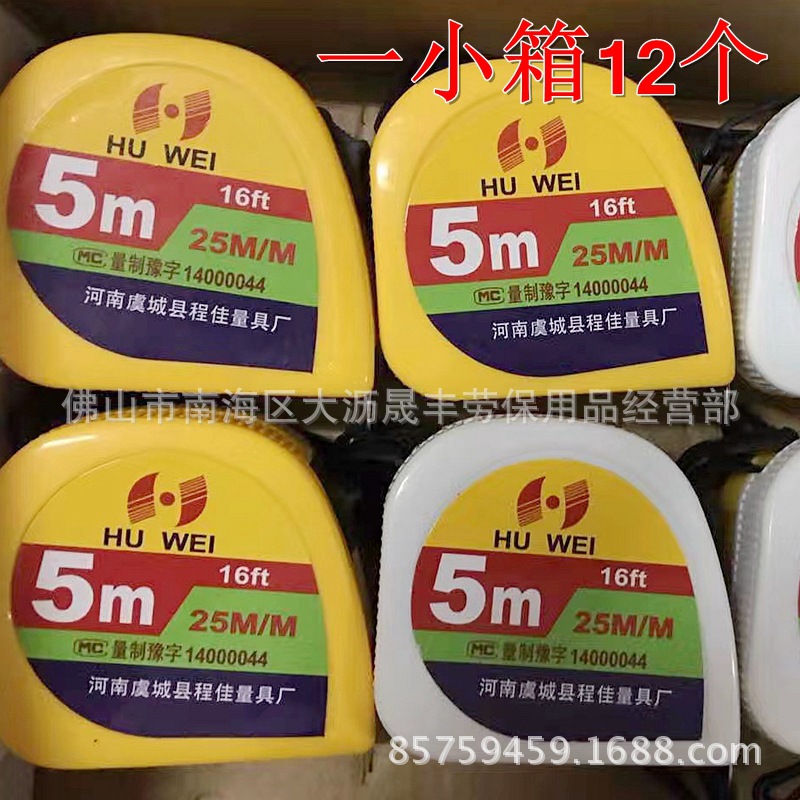 一小箱12个
HU WEI
5m
16ft
25M/M
MC 量制豫字14000044
河南虞城县程佳量具厂
HU WEI
5m
16ft
25M/M
MC 量制豫字14000044
河南虞城县程佳量具厂
佛山市南海区大沥晟丰劳保用品经营部
HU WEI
5m
16ft
25M/M
MC 量制豫字14000044
河南虞城县程佳量具厂
HU WEI
5m
16ft
25M/M
MC 量制豫字14000044
河南虞城县程佳量具厂
85759459.1688.com